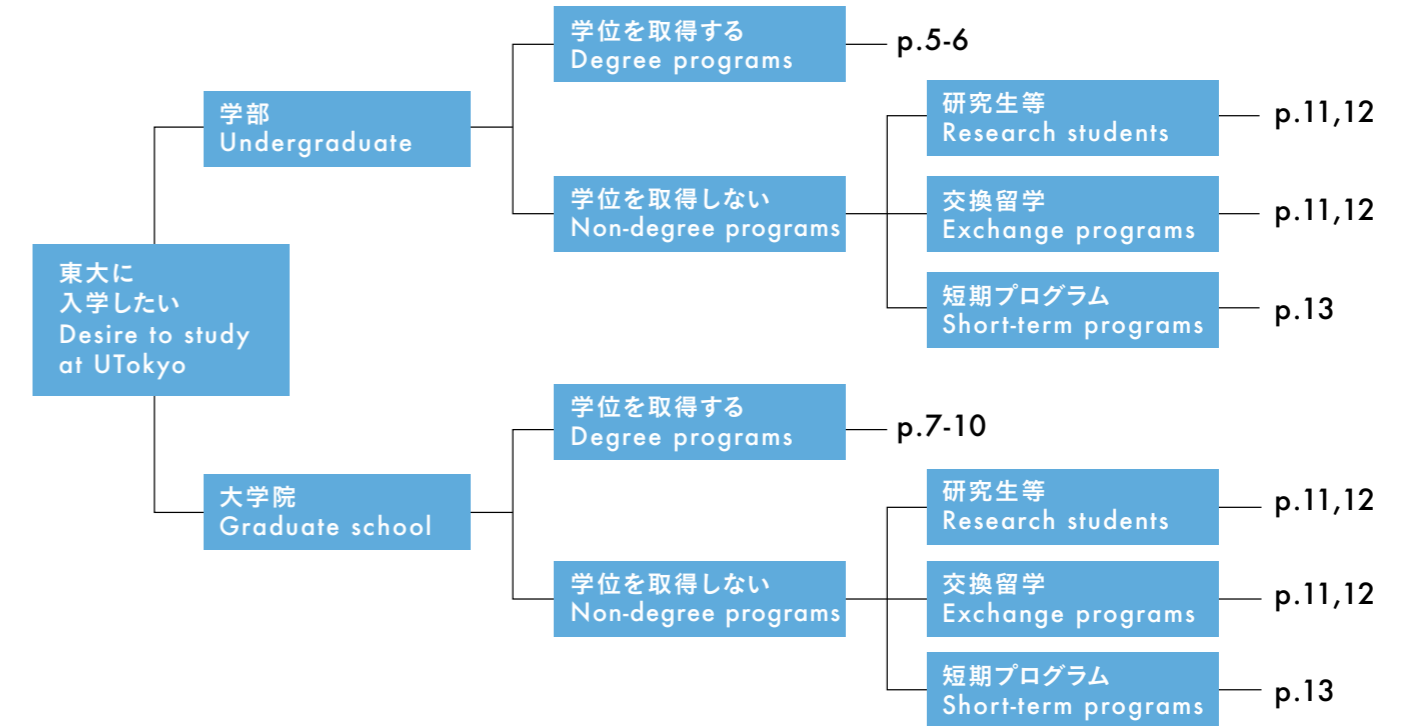 東大に
入学したい
Desire to study
at UTokyo
学部
Undergraduate
学位を取得する
Degree programs
p.5-6
学位を取得しない
Non-degree programs
研究生等
Research students
p.11,12
交換留学
Exchange programs
p.11,12
短期プログラム
Short-term programs
p.13
大学院
Graduate school
学位を取得する
Degree programs
p.7-10
学位を取得しない
Non-degree programs
研究生等
Research students
p.11,12
交換留学
Exchange programs
p.11,12
短期プログラム
Short-term programs
p.13